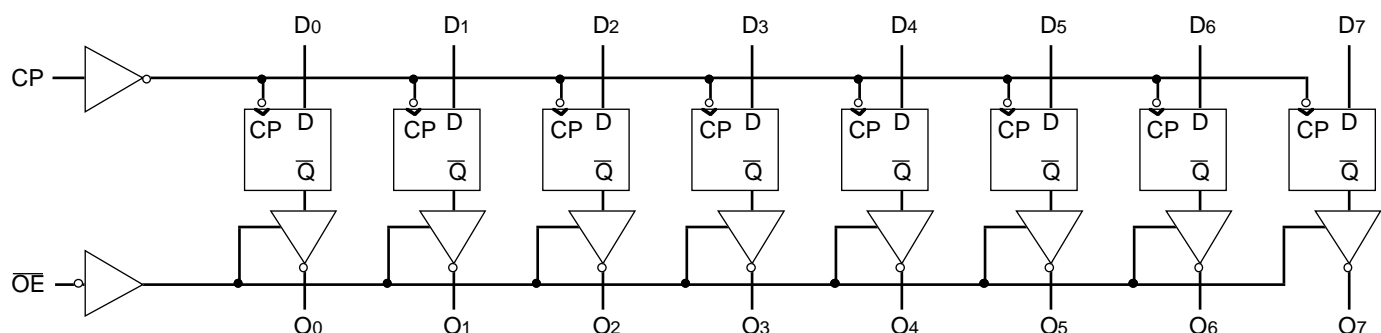 D0 D1 D2 D3 D4 D5 D6 D7
CP
CP D CP D CP D CP D CP D CP D CP D CP D
Q̅ Q̅ Q̅ Q̅ Q̅ Q̅ Q̅ Q̅
O̅E̅
O0 O1 O2 O3 O4 O5 O6 O7